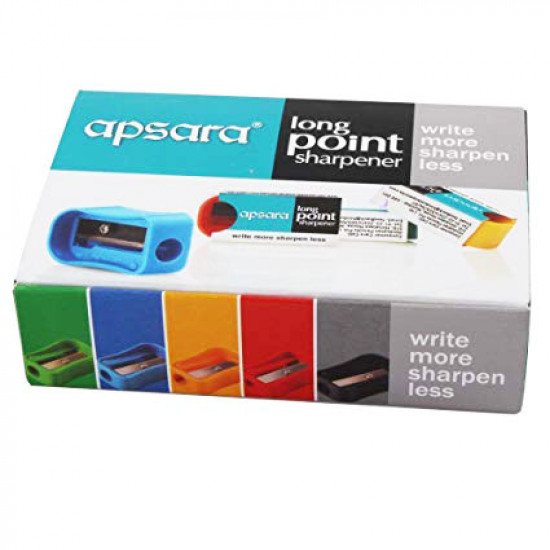 apsara®
long
point
sharpener
write
more
sharpen
less
apsara
long
point
sharpener
write more sharpen less
write
more
sharpen
less